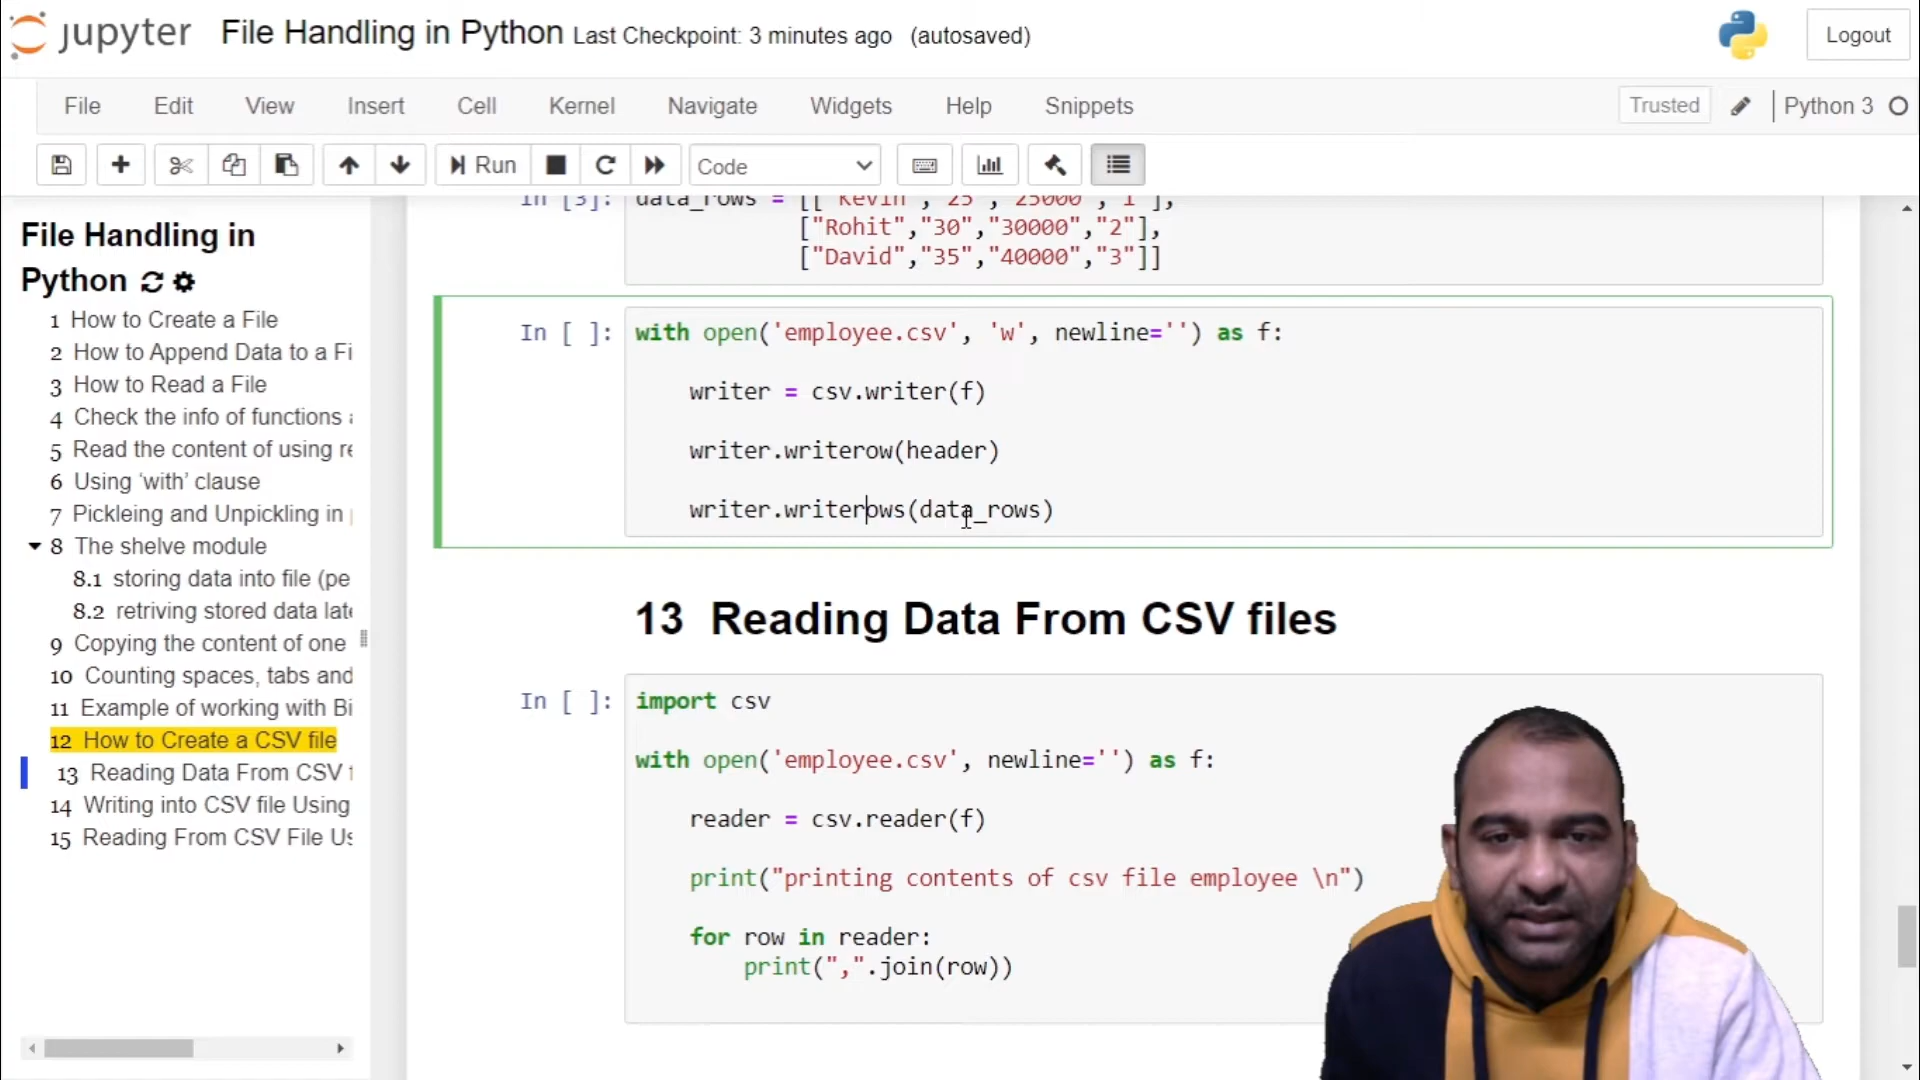 jupyter File Handling in Python Last Checkpoint: 3 minutes ago (autosaved) Logout
File Edit View Insert Cell Kernel Navigate Widgets Help Snippets Trusted Python 3
Run Code
File Handling in
Python
1 How to Create a File
2 How to Append Data to a Fi
3 How to Read a File
4 Check the info of functions
5 Read the content of using re
6 Using ‘with’ clause
7 Pickleing and Unpickling in
8 The shelve module
8.1 storing data into file (pe
8.2 retriving stored data late
9 Copying the content of one
10 Counting spaces, tabs and
11 Example of working with Bi
12 How to Create a CSV file
13 Reading Data From CSV f
14 Writing into CSV file Using
15 Reading From CSV File Us
In [3]: data_rows = [["Kevin","25","25000","1"],
["Rohit","30","30000","2"],
["David","35","40000","3"]]
In [ ]: with open('employee.csv', 'w', newline='') as f:
writer = csv.writer(f)
writer.writerow(header)
writer.writerows(data_rows)
13 Reading Data From CSV files
In [ ]: import csv
with open('employee.csv', newline='') as f:
reader = csv.reader(f)
print("printing contents of csv file employee \n")
for row in reader:
print(",".join(row))